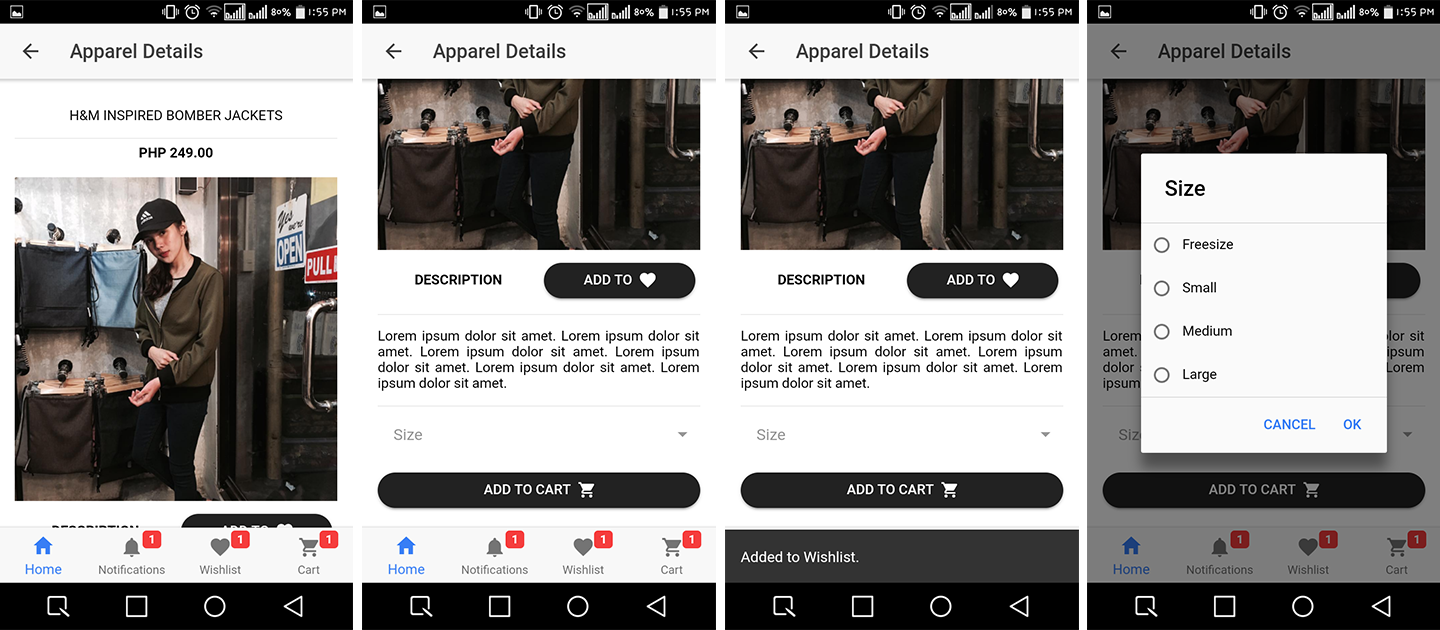 80% 1:55 PM
Apparel Details
H&M INSPIRED BOMBER JACKETS
PHP 249.00
adidas
Yes
we're
OPEN
PULL
DESCRIPTION
ADD TO
1
1
1
Home
Notifications
Wishlist
Cart
80% 1:55 PM
Apparel Details
DESCRIPTION
ADD TO
Lorem ipsum dolor sit amet. Lorem ipsum dolor sit
amet. Lorem ipsum dolor sit amet. Lorem ipsum
dolor sit amet. Lorem ipsum dolor sit amet. Lorem
ipsum dolor sit amet.
Size
ADD TO CART
1
1
1
Home
Notifications
Wishlist
Cart
80% 1:55 PM
Apparel Details
DESCRIPTION
ADD TO
Lorem ipsum dolor sit amet. Lorem ipsum dolor sit
amet. Lorem ipsum dolor sit amet. Lorem ipsum
dolor sit amet. Lorem ipsum dolor sit amet. Lorem
ipsum dolor sit amet.
Size
ADD TO CART
Added to Wishlist.
80% 1:55 PM
Apparel Details
Size
Freesize
Small
Medium
Large
CANCEL OK
Lorem
lor sit
amet.
ipsum
dolor s
Lorem
ipsum
Siz
ADD TO CART
1
1
1
Home
Notifications
Wishlist
Cart